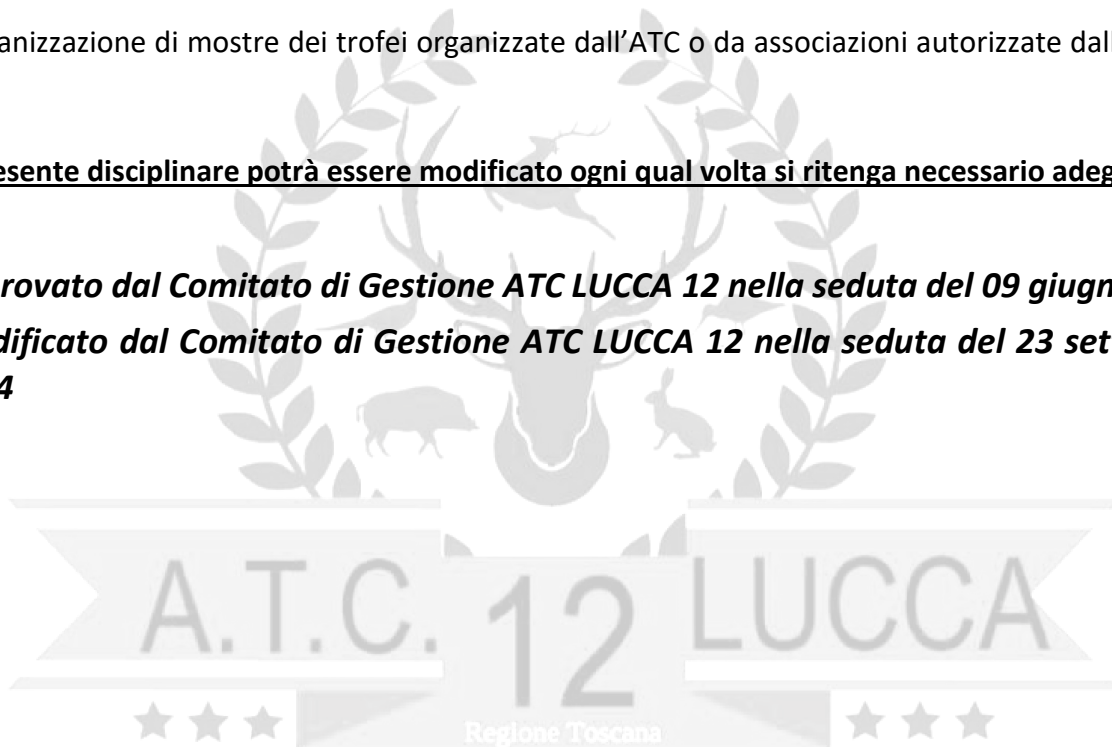 anizzazione di mostre dei trofei organizzate dall'ATC o da associazioni autorizzate dall
esente disciplinare potrà essere modificato ogni qual volta si ritenga necessario adeg
rovato dal Comitato di Gestione ATC LUCCA 12 nella seduta del 09 giugn
dificato dal Comitato di Gestione ATC LUCCA 12 nella seduta del 23 set
4
A.T.C. 12 LUCCA
Regione Toscana